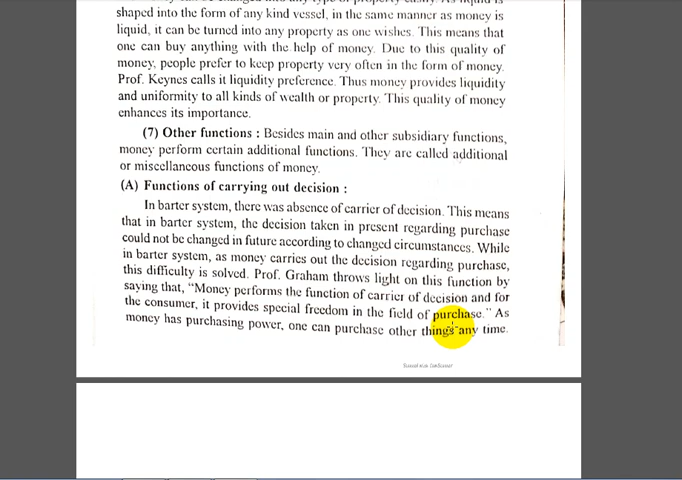 shaped into the form of any kind vessel, in the same manner as money is
liquid, it can be turned into any property as one wishes. This means that
one can buy anything with the help of money. Due to this quality of
money, people prefer to keep property very often in the form of money.
Prof. Keynes calls it liquidity preference. Thus money provides liquidity
and uniformity to all kinds of wealth or property. This quality of money
enhances its importance.
(7) Other functions : Besides main and other subsidiary functions,
money perform certain additional functions. They are called additional
or miscellaneous functions of money.
(A) Functions of carrying out decision :
In barter system, there was absence of carrier of decision. This means
that in barter system, the decision taken in present regarding purchase
could not be changed in future according to changed circumstances. While
in barter system, as money carries out the decision regarding purchase,
this difficulty is solved. Prof. Graham throws light on this function by
saying that, “Money performs the function of carrier of decision and for
the consumer, it provides special freedom in the field of purchase.” As
money has purchasing power, one can purchase other things any time.